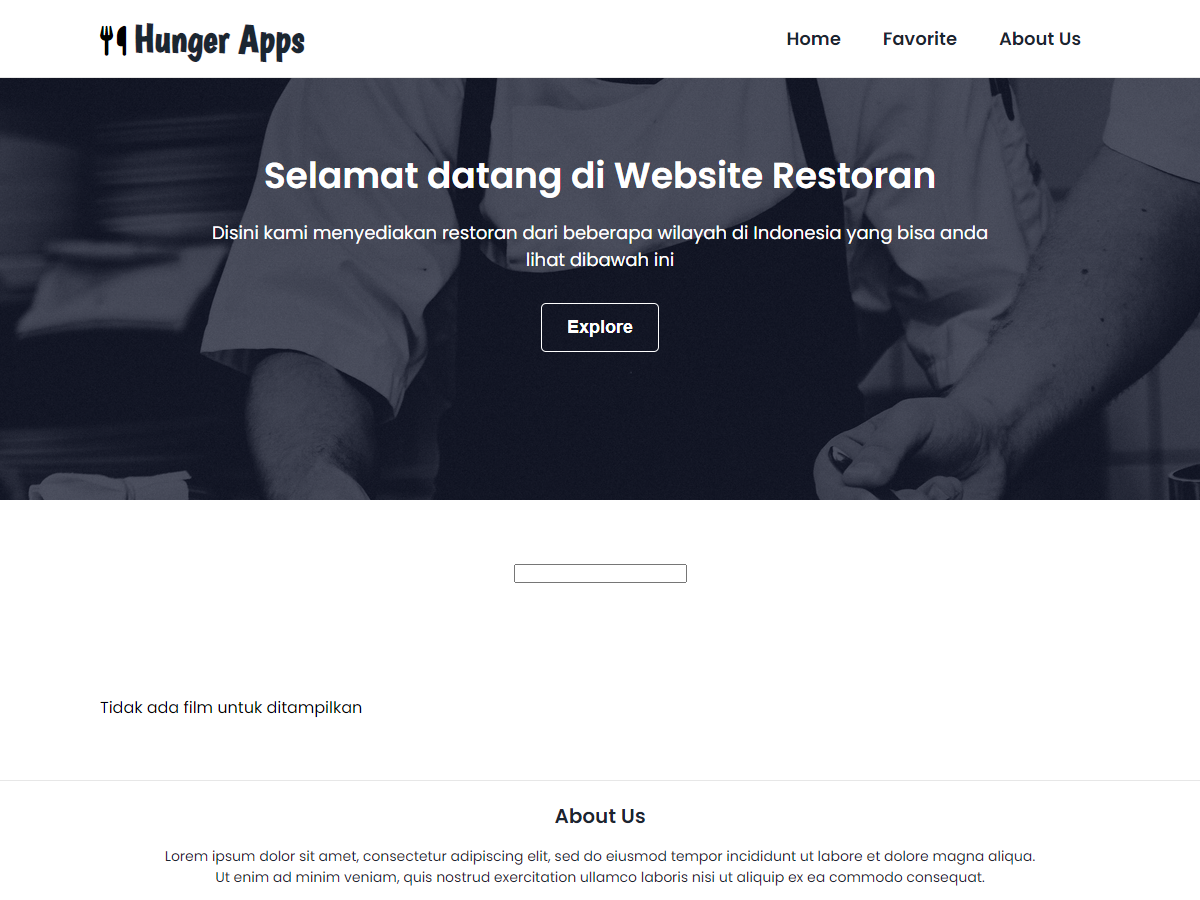 Hunger Apps
Home
Favorite
About Us
Selamat datang di Website Restoran
Disini kami menyediakan restoran dari beberapa wilayah di Indonesia yang bisa anda
lihat dibawah ini
Explore
Tidak ada film untuk ditampilkan
About Us
Lorem ipsum dolor sit amet, consectetur adipiscing elit, sed do eiusmod tempor incididunt ut labore et dolore magna aliqua.
Ut enim ad minim veniam, quis nostrud exercitation ullamco laboris nisi ut aliquip ex ea commodo consequat.